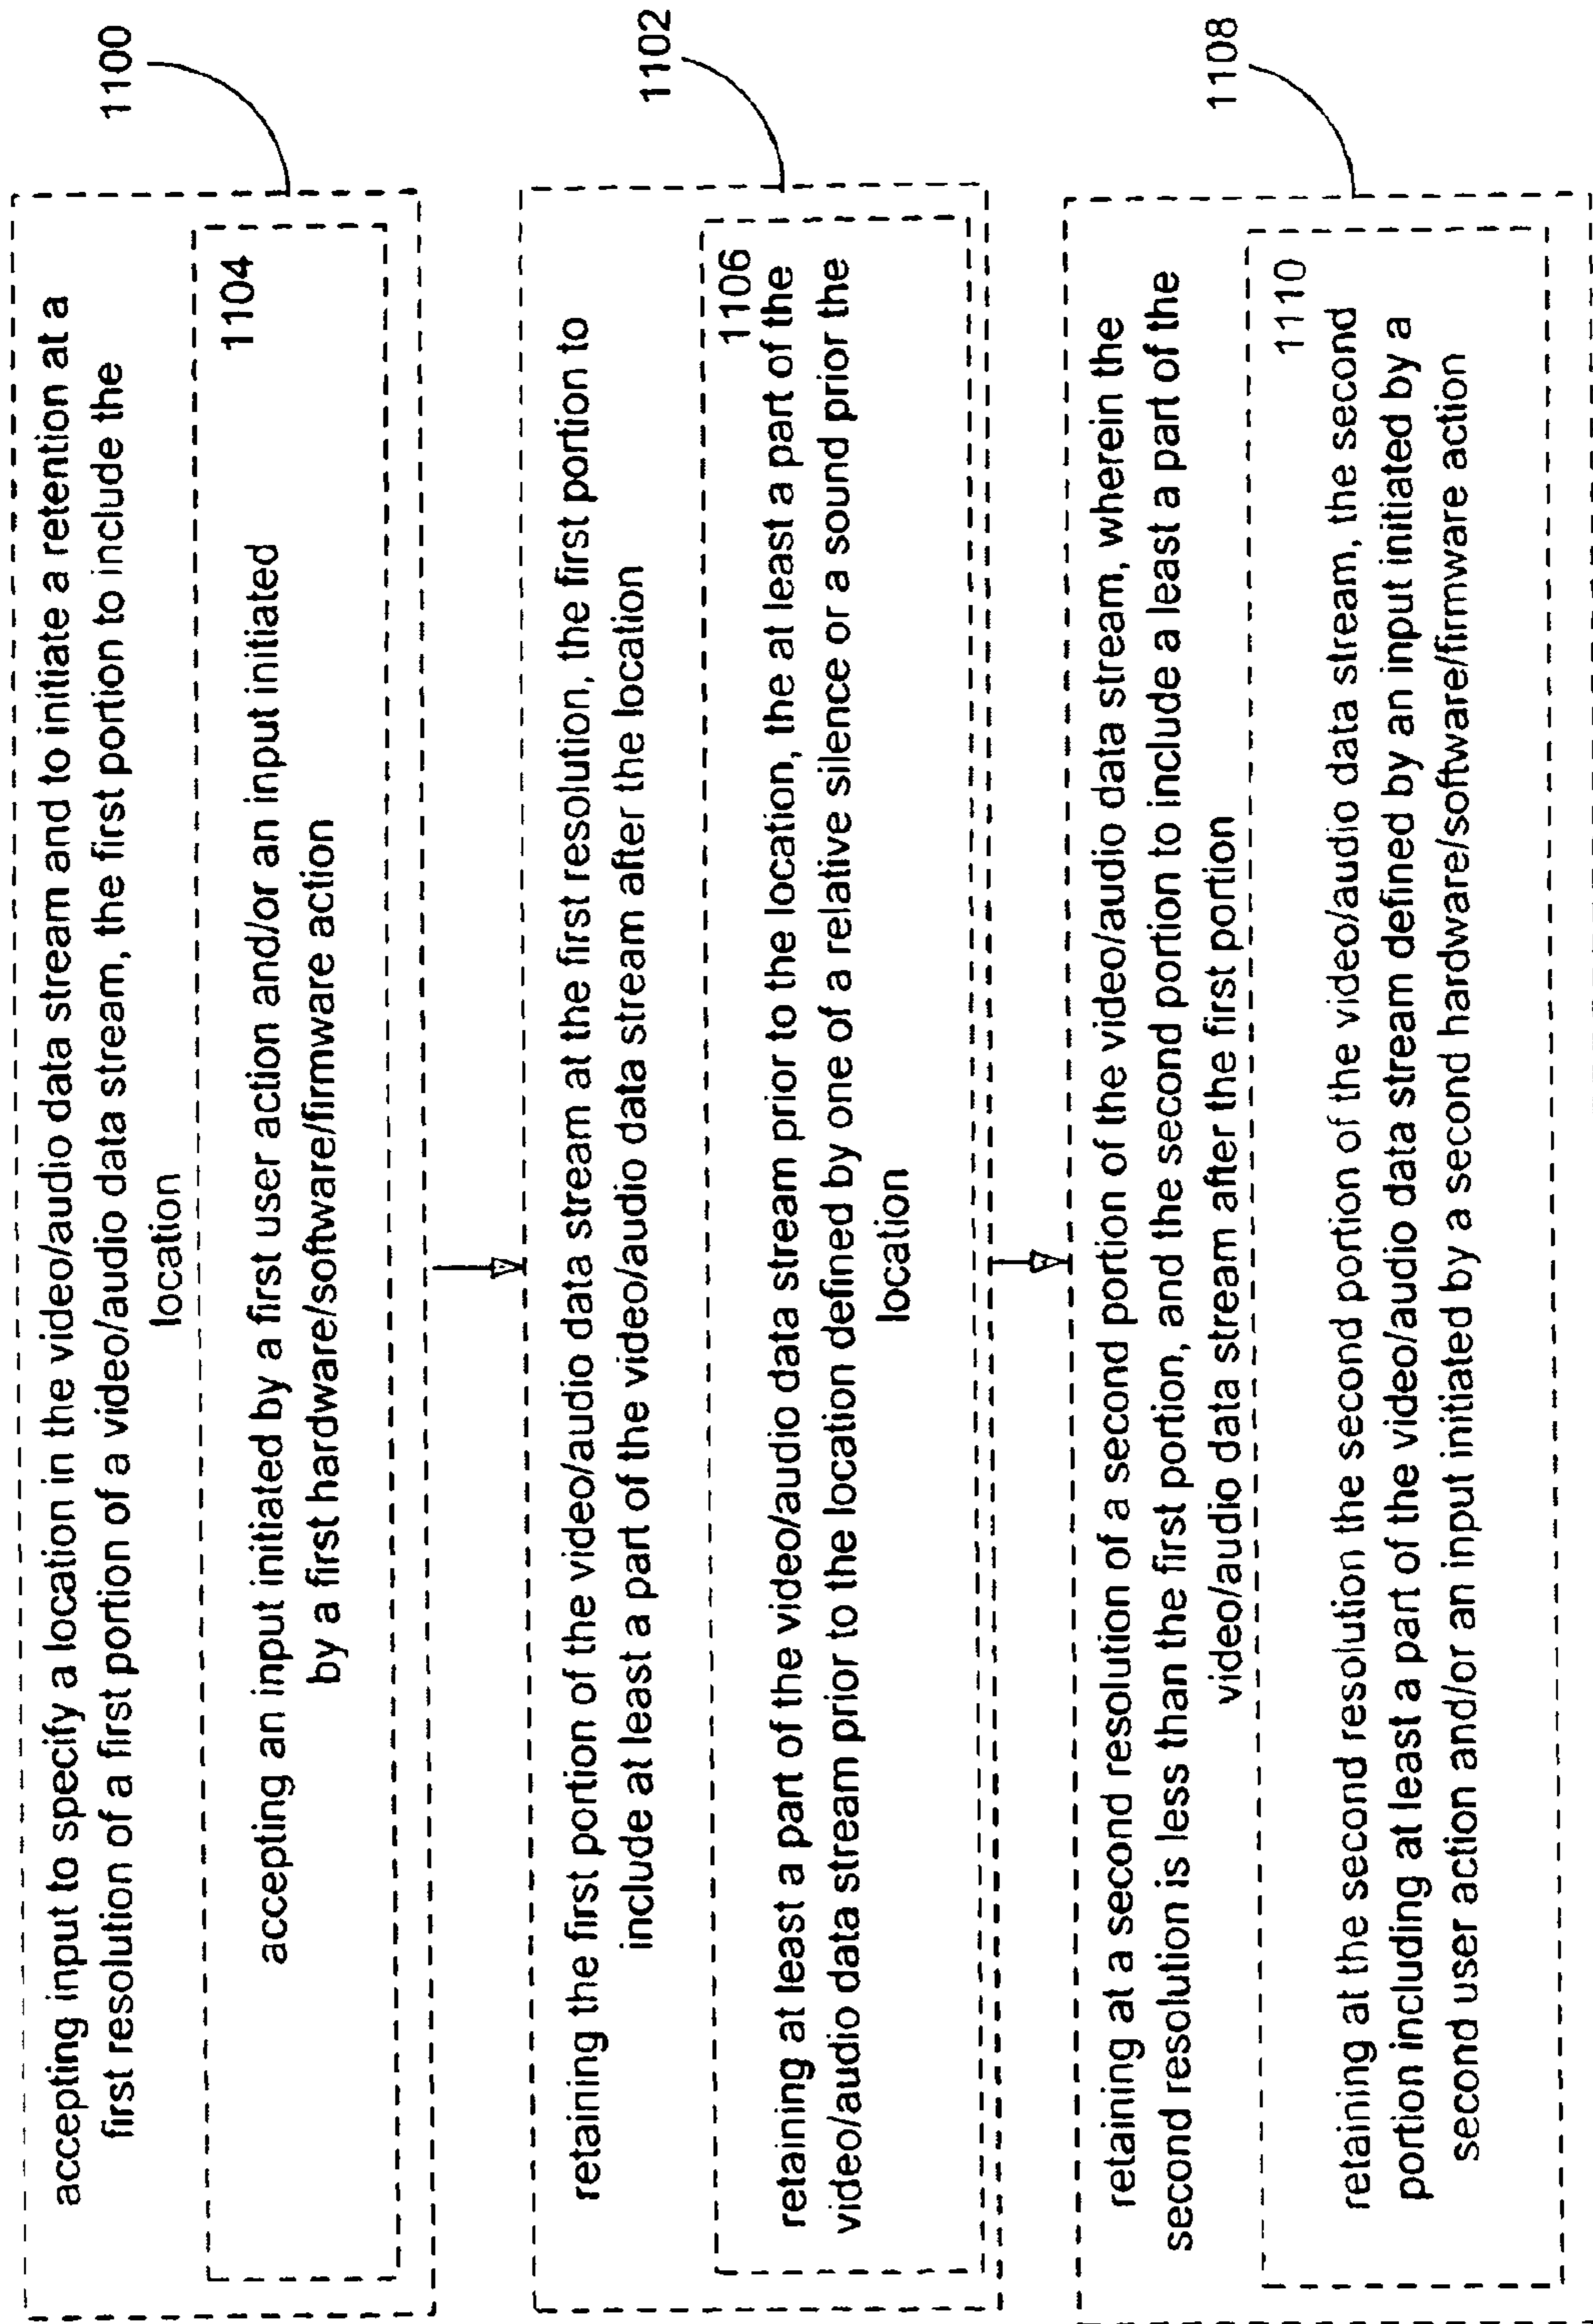 accepting input to specify a location in the video/audio data stream and to initiate a retention at a
first resolution of a first portion of a video/audio data stream, the first portion to include the
location
1100
1104
accepting an input initiated by a first user action and/or an input initiated
by a first hardware/software/firmware action
retaining the first portion of the video/audio data stream at the first resolution, the first portion to
include at least a part of the video/audio data stream after the location
1102
1106
retaining at least a part of the video/audio data stream prior to the location, the at least a part of the
video/audio data stream prior to the location defined by one of a relative silence or a sound prior the
location
retaining at a second resolution of a second portion of the video/audio data stream, wherein the
second resolution is less than the first portion, and the second portion to include a least a part of the
video/audio data stream after the first portion
1108
1110
retaining at the second resolution the second portion of the video/audio data stream, the second
portion including at least a part of the video/audio data stream defined by an input initiated by a
second user action and/or an input initiated by a second hardware/software/firmware action